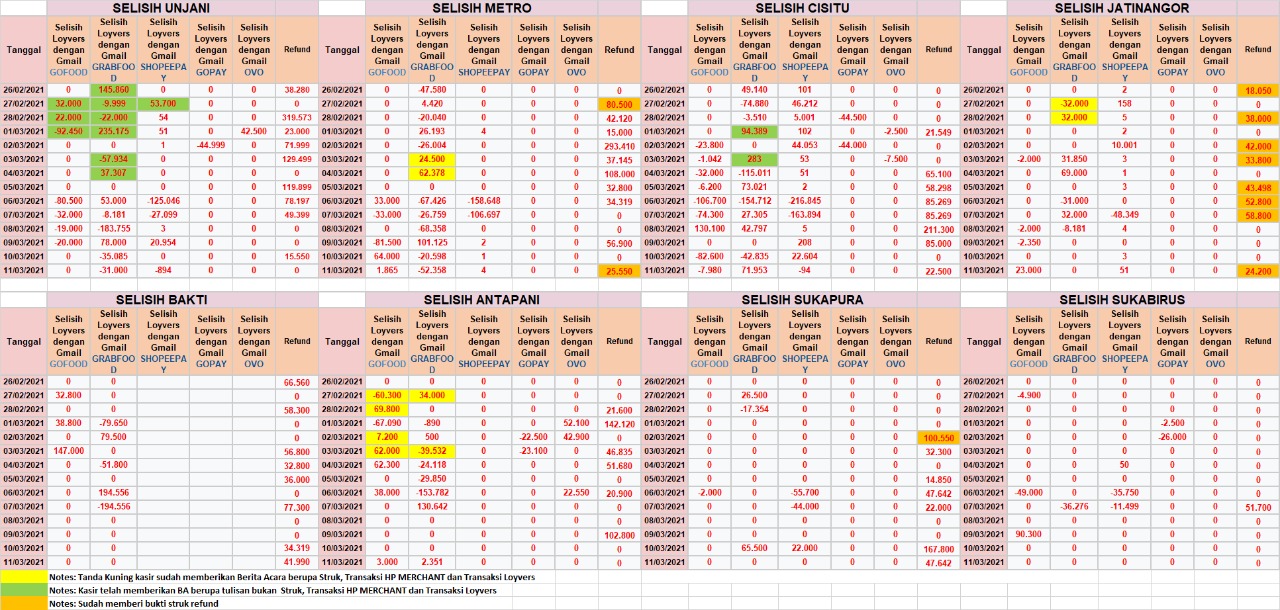 SELISIH UNJANI
Tanggal
Selisih Loyvers dengan Gmail GOFOOD
Selisih Loyvers dengan Gmail GRABFOOD
Selisih Loyvers dengan Gmail SHOPEEPAY
Selisih Loyvers dengan Gmail GOPAY
Selisih Loyvers dengan Gmail OVO
Refund
26/02/2021 0 145.860 0 0 0 38.280
27/02/2021 32.000 -9.999 53.700 0 0 0
28/02/2021 22.000 -22.000 54 0 0 319.573
01/03/2021 -92.450 235.175 51 0 42.500 23.000
02/03/2021 0 0 1 -44.999 0 71.999
03/03/2021 0 -57.934 0 0 0 129.499
04/03/2021 0 37.307 0 0 0 0
05/03/2021 0 0 0 0 0 119.899
06/03/2021 -80.500 53.000 -125.046 0 0 78.197
07/03/2021 -32.000 -8.181 -27.099 0 0 49.399
08/03/2021 -19.000 -183.755 3 0 0 0
09/03/2021 -20.000 78.000 20.954 0 0 0
10/03/2021 0 -35.085 0 0 0 15.550
11/03/2021 0 -31.000 -894 0 0 0
SELISIH METRO
Tanggal
Selisih Loyvers dengan Gmail GOFOOD
Selisih Loyvers dengan Gmail GRABFOOD
Selisih Loyvers dengan Gmail SHOPEEPAY
Selisih Loyvers dengan Gmail GOPAY
Selisih Loyvers dengan Gmail OVO
Refund
26/02/2021 0 -47.580 0 0 0 0
27/02/2021 0 4.420 0 0 0 80.500
28/02/2021 0 -20.040 0 0 0 42.120
01/03/2021 0 26.193 4 0 0 15.000
02/03/2021 0 -26.004 0 0 0 293.410
03/03/2021 0 24.500 0 0 0 37.145
04/03/2021 0 62.378 0 0 0 108.000
05/03/2021 0 0 0 0 0 32.800
06/03/2021 33.000 -67.426 -158.648 0 0 34.319
07/03/2021 -33.000 -26.759 -106.697 0 0 0
08/03/2021 0 -68.358 0 0 0 0
09/03/2021 -81.500 101.125 2 0 0 56.900
10/03/2021 64.000 -20.598 1 0 0 0
11/03/2021 1.865 -52.358 4 0 0 25.550
SELISIH CISITU
Tanggal
Selisih Loyvers dengan Gmail GOFOOD
Selisih Loyvers dengan Gmail GRABFOOD
Selisih Loyvers dengan Gmail SHOPEEPAY
Selisih Loyvers dengan Gmail GOPAY
Selisih Loyvers dengan Gmail OVO
Refund
26/02/2021 0 49.140 101 0 0 0
27/02/2021 0 -74.880 46.212 0 0 0
28/02/2021 0 -3.510 5.001 -44.500 0 0
01/03/2021 0 94.389 102 0 -2.500 21.549
02/03/2021 -23.800 0 44.053 -44.000 0 0
03/03/2021 -1.042 283 53 0 -7.500 0
04/03/2021 -32.000 -115.011 51 0 0 65.100
05/03/2021 -6.200 73.021 2 0 0 58.298
06/03/2021 -106.700 -154.712 -216.845 0 0 85.269
07/03/2021 -74.300 27.305 -163.894 0 0 85.269
08/03/2021 130.100 42.797 5 0 0 211.300
09/03/2021 0 0 208 0 0 85.000
10/03/2021 -82.600 -42.835 22.604 0 0 0
11/03/2021 -7.980 71.953 -94 0 0 22.500
SELISIH JATINANGOR
Tanggal
Selisih Loyvers dengan Gmail GOFOOD
Selisih Loyvers dengan Gmail GRABFOOD
Selisih Loyvers dengan Gmail SHOPEEPAY
Selisih Loyvers dengan Gmail GOPAY
Selisih Loyvers dengan Gmail OVO
Refund
26/02/2021 0 0 2 0 0 18.050
27/02/2021 0 -32.000 158 0 0 0
28/02/2021 0 32.000 5 0 0 38.000
01/03/2021 0 0 2 0 0 0
02/03/2021 0 0 10.001 0 0 42.000
03/03/2021 -2.000 31.850 3 0 0 33.800
04/03/2021 0 69.000 1 0 0 0
05/03/2021 0 0 3 0 0 43.498
06/03/2021 0 -31.000 0 0 0 52.800
07/03/2021 0 32.000 -48.349 0 0 58.800
08/03/2021 -2.000 -8.181 4 0 0 0
09/03/2021 -2.350 0 0 0 0 0
10/03/2021 0 0 3 0 0 0
11/03/2021 23.000 0 51 0 0 24.200
SELISIH BAKTI
Tanggal
Selisih Loyvers dengan Gmail GOFOOD
Selisih Loyvers dengan Gmail GRABFOOD
Selisih Loyvers dengan Gmail SHOPEEPAY
Selisih Loyvers dengan Gmail GOPAY
Selisih Loyvers dengan Gmail OVO
Refund
26/02/2021 0 0 66.560
27/02/2021 32.800 0 0
28/02/2021 0 0 58.300
01/03/2021 38.800 -79.650 0
02/03/2021 0 79.500 0
03/03/2021 147.000 0 56.800
04/03/2021 0 -51.800 32.800
05/03/2021 0 0 36.000
06/03/2021 0 194.556 0
07/03/2021 0 -194.556 77.300
08/03/2021 0 0 0
09/03/2021 0 0 0
10/03/2021 0 0 34.319
11/03/2021 0 0 41.990
SELISIH ANTAPANI
Tanggal
Selisih Loyvers dengan Gmail GOFOOD
Selisih Loyvers dengan Gmail GRABFOOD
Selisih Loyvers dengan Gmail SHOPEEPAY
Selisih Loyvers dengan Gmail GOPAY
Selisih Loyvers dengan Gmail OVO
Refund
26/02/2021 0 0 0 0 0 0
27/02/2021 -60.300 34.000 0 0 0 0
28/02/2021 69.800 0 0 0 0 21.600
01/03/2021 -67.090 -890 0 0 52.100 142.120
02/03/2021 7.200 500 0 -22.500 42.900 0
03/03/2021 62.000 -39.532 0 -23.100 0 46.835
04/03/2021 62.300 -24.118 0 0 0 51.680
05/03/2021 0 -29.850 0 0 0 0
06/03/2021 38.000 -153.782 0 0 22.550 20.900
07/03/2021 0 130.642 0 0 0 0
08/03/2021 0 0 0 0 0 0
09/03/2021 0 0 0 0 0 102.800
10/03/2021 0 0 0 0 0 0
11/03/2021 3.000 2.351 0 0 0 0
SELISIH SUKAPURA
Tanggal
Selisih Loyvers dengan Gmail GOFOOD
Selisih Loyvers dengan Gmail GRABFOOD
Selisih Loyvers dengan Gmail SHOPEEPAY
Selisih Loyvers dengan Gmail GOPAY
Selisih Loyvers dengan Gmail OVO
Refund
26/02/2021 0 0 0 0 0 0
27/02/2021 0 26.500 0 0 0 0
28/02/2021 0 -17.354 0 0 0 0
01/03/2021 0 0 0 0 0 0
02/03/2021 0 0 0 0 0 100.550
03/03/2021 0 0 0 0 0 32.300
04/03/2021 0 0 0 0 0 0
05/03/2021 0 0 0 0 0 14.850
06/03/2021 -2.000 0 -55.700 0 0 47.642
07/03/2021 0 0 -44.000 0 0 22.000
08/03/2021 0 0 0 0 0 0
09/03/2021 0 0 0 0 0 0
10/03/2021 0 65.500 22.000 0 0 167.800
11/03/2021 0 0 0 0 0 47.642
SELISIH SUKABIRUS
Tanggal
Selisih Loyvers dengan Gmail GOFOOD
Selisih Loyvers dengan Gmail GRABFOOD
Selisih Loyvers dengan Gmail SHOPEEPAY
Selisih Loyvers dengan Gmail GOPAY
Selisih Loyvers dengan Gmail OVO
Refund
26/02/2021 0 0 0 0 0 0
27/02/2021 -4.900 0 0 0 0 0
28/02/2021 0 0 0 0 0 0
01/03/2021 0 0 0 -2.500 0 0
02/03/2021 0 0 0 -26.000 0 0
03/03/2021 0 0 0 0 0 0
04/03/2021 0 0 50 0 0 0
05/03/2021 0 0 0 0 0 0
06/03/2021 -49.000 0 -35.750 0 0 0
07/03/2021 0 -36.276 -11.499 0 0 51.700
08/03/2021 0 0 0 0 0 0
09/03/2021 90.300 0 0 0 0 0
10/03/2021 0 0 0 0 0 0
11/03/2021 0 0 0 0 0 0
Notes: Tanda Kuning kasir sudah memberikan Berita Acara berupa Struk, Transaksi HP MERCHANT dan Transaksi Loyvers
Notes: Kasir telah memberikan BA berupa tulisan bukan Struk, Transaksi HP MERCHANT dan Transaksi Loyvers
Notes: Sudah memberi bukti struk refund